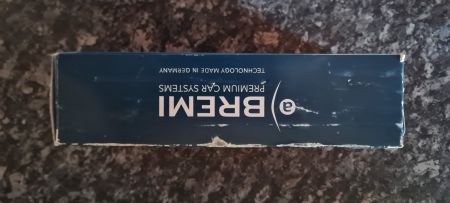 a) BREMI
PREMIUM CAR SYSTEMS
TECHNOLOGY MADE IN GERMANY